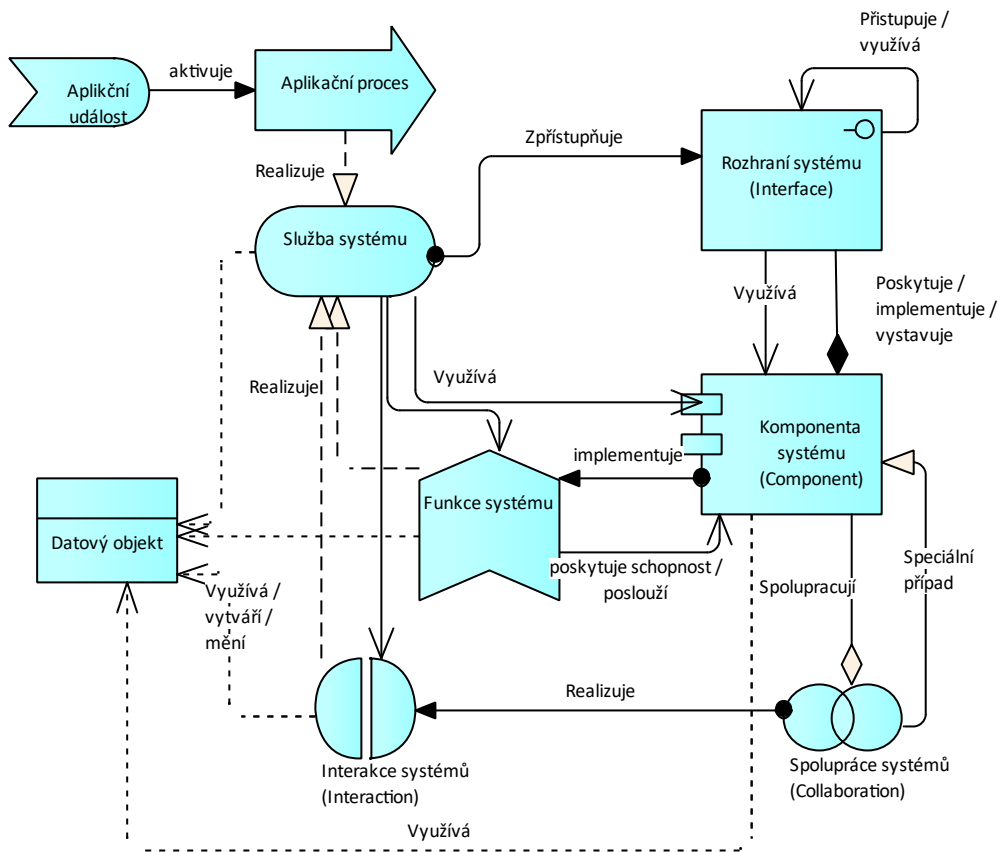 Přistupuje /
využívá
aktivuje
Aplikční
událost
Aplikační proces
Zpřístupňuje
Realizuje
Rozhraní systému
(Interface)
Služba systému
Využívá
Poskytuje /
implementuje /
vystavuje
Realizuje
Využívá
Komponenta
systému
(Component)
implementuje
Funkce systému
Datový objekt
poskytuje schopnost /
poslouží
Spolupracují
Speciální
případ
Využívá /
vytváří /
mění
Realizuje
Interakce systémů
(Interaction)
Spolupráce systémů
(Collaboration)
Využívá